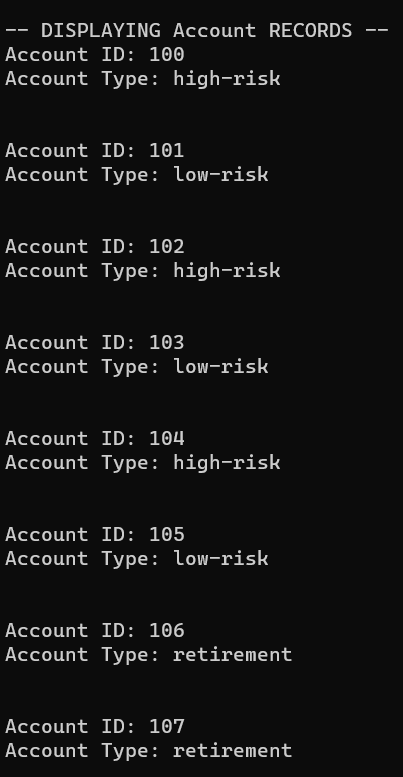 -- DISPLAYING Account RECORDS --
Account ID: 100
Account Type: high-risk
Account ID: 101
Account Type: low-risk
Account ID: 102
Account Type: high-risk
Account ID: 103
Account Type: low-risk
Account ID: 104
Account Type: high-risk
Account ID: 105
Account Type: low-risk
Account ID: 106
Account Type: retirement
Account ID: 107
Account Type: retirement